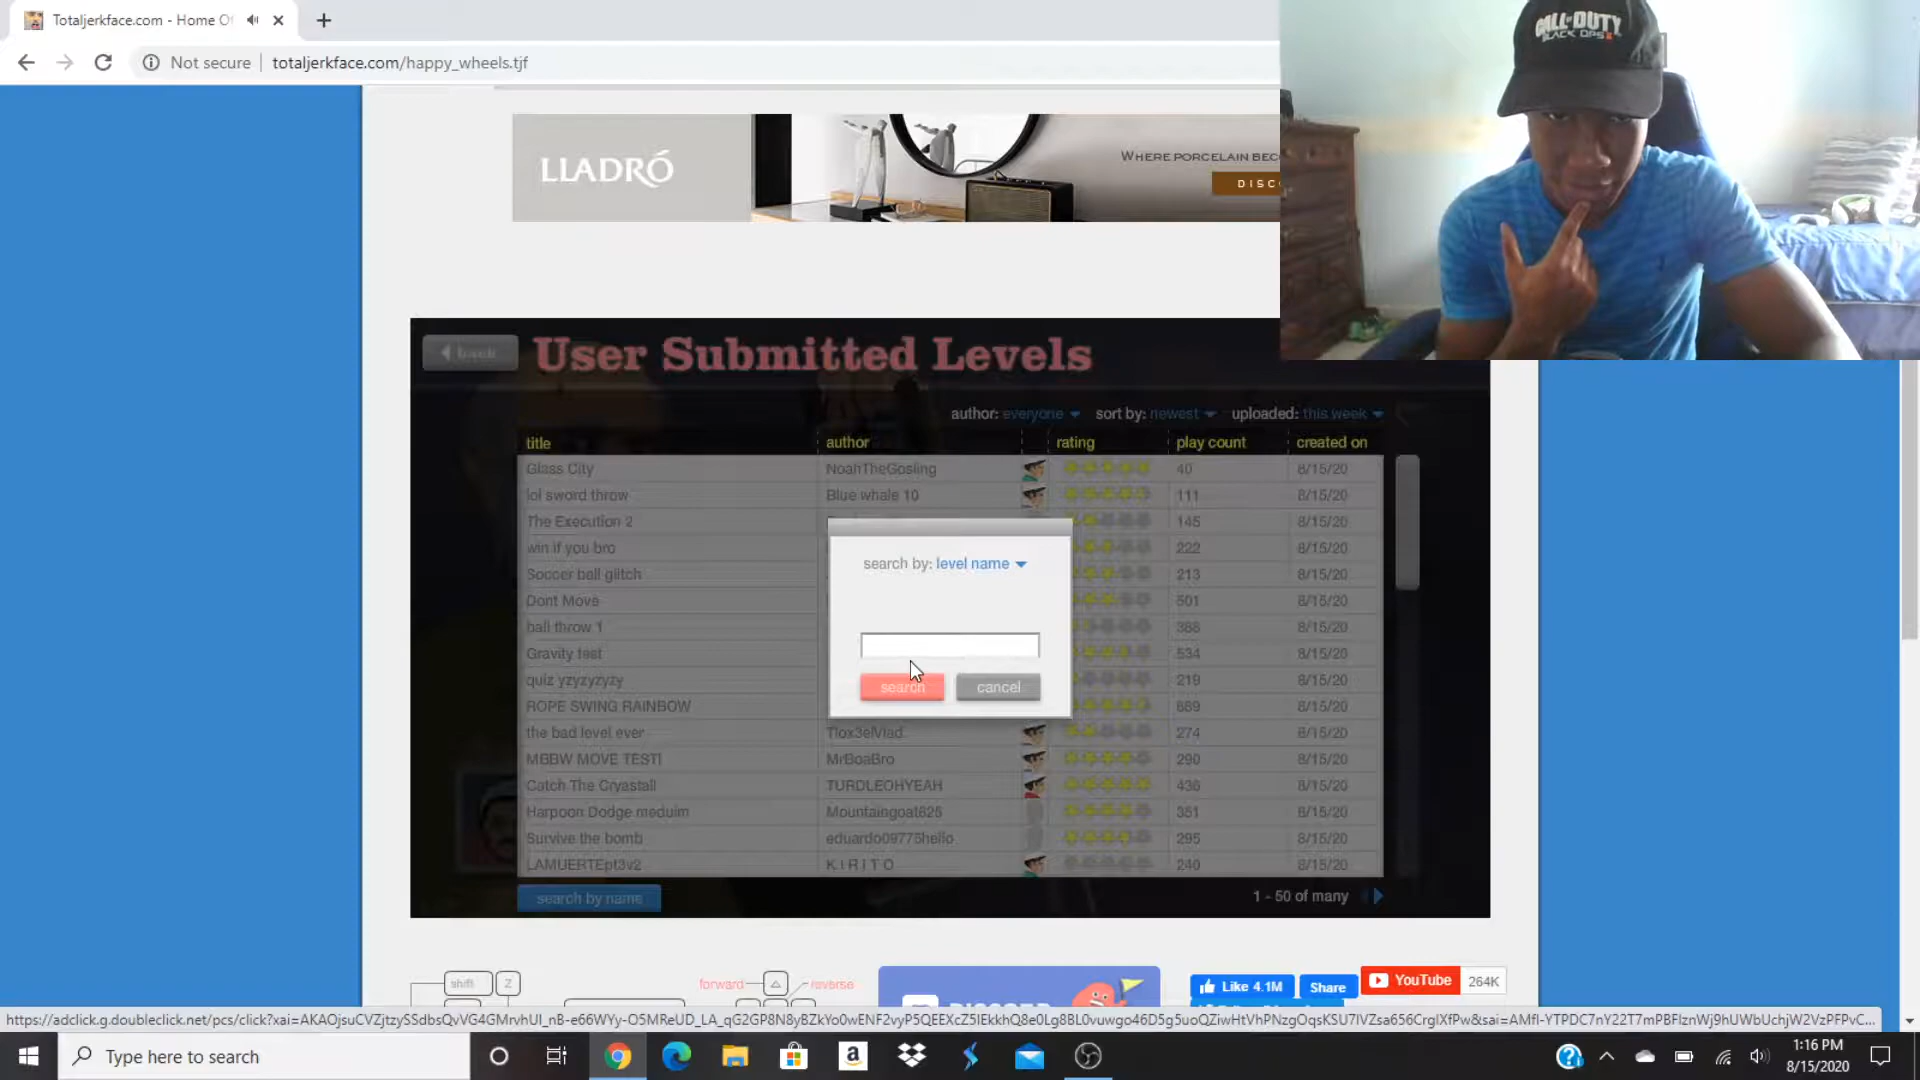 Totaljerkface.com - Home Of
Not secure
totaljerkface.com/happy_wheels.tjf
CALL OF DUTY
BLACK OPS
LLADRÓ
WHERE PORCELAIN BEC
DISC
back
User Submitted Levels
author: everyone sort by: newest uploaded: this week
title author rating play count created on
Glass City NoahTheGosling 40 8/15/20
lol sword throw Blue whale 10 111 8/15/20
The Execution 2 145 8/15/20
win if you bro 222 8/15/20
Soccer ball glitch 213 8/15/20
Dont Move 501 8/15/20
ball throw 1 388 8/15/20
Gravity test 534 8/15/20
quiz yzyzyzyzy 219 8/15/20
ROPE SWING RAINBOW 889 8/15/20
the bad level ever Tlox3elVlad 274 8/15/20
MBBW MOVE TEST! MrBoaBro 290 8/15/20
Catch The Cryastall TURDLEOHYEAH 436 8/15/20
Harpoon Dodge meduim Mountaingoat625 351 8/15/20
Survive the bomb eduardo09775hello 295 8/15/20
LAMUERTEpt3v2 K I R I T O 240 8/15/20
search by: level name
search cancel
search by name
1 - 50 of many
shift Z
forward reverse
Like 4.1M Share YouTube 264K
Type here to search
1:16 PM
8/15/2020